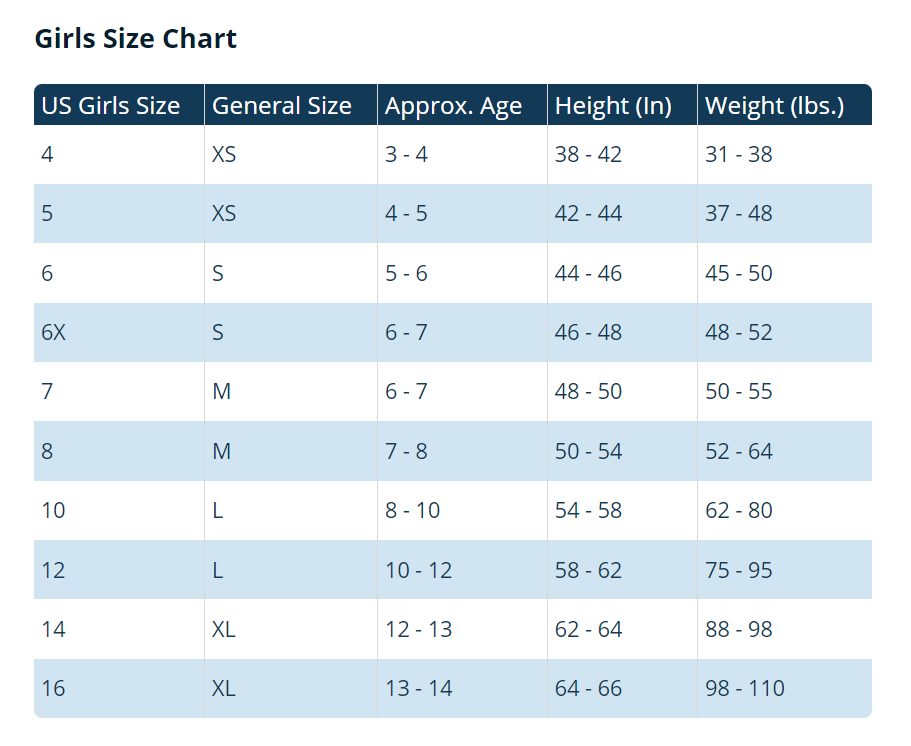 Girls Size Chart
US Girls Size General Size Approx. Age Height (In) Weight (lbs.)
4 XS 3 - 4 38 - 42 31 - 38
5 XS 4 - 5 42 - 44 37 - 48
6 S 5 - 6 44 - 46 45 - 50
6X S 6 - 7 46 - 48 48 - 52
7 M 6 - 7 48 - 50 50 - 55
8 M 7 - 8 50 - 54 52 - 64
10 L 8 - 10 54 - 58 62 - 80
12 L 10 - 12 58 - 62 75 - 95
14 XL 12 - 13 62 - 64 88 - 98
16 XL 13 - 14 64 - 66 98 - 110